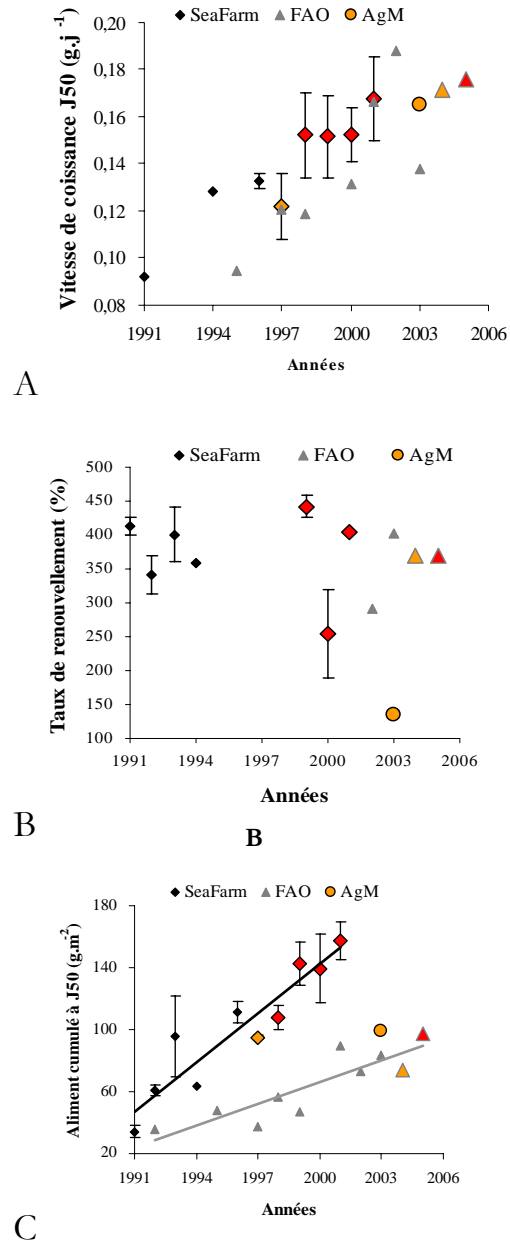 SeaFarm FAO AgM
Vitesse de coissance J50 (g.j -1)
0,20
0,18
0,16
0,14
0,12
0,10
0,08
1991 1994 1997 2000 2003 2006
Années
A
SeaFarm FAO AgM
Taux de renouvellement (%)
500
450
400
350
300
250
200
150
100
1991 1994 1997 2000 2003 2006
Années
B
B
SeaFarm FAO AgM
Aliment cumulé à J50 (g.m²)
180
140
100
60
20
1991 1994 1997 2000 2003 2006
Années
C